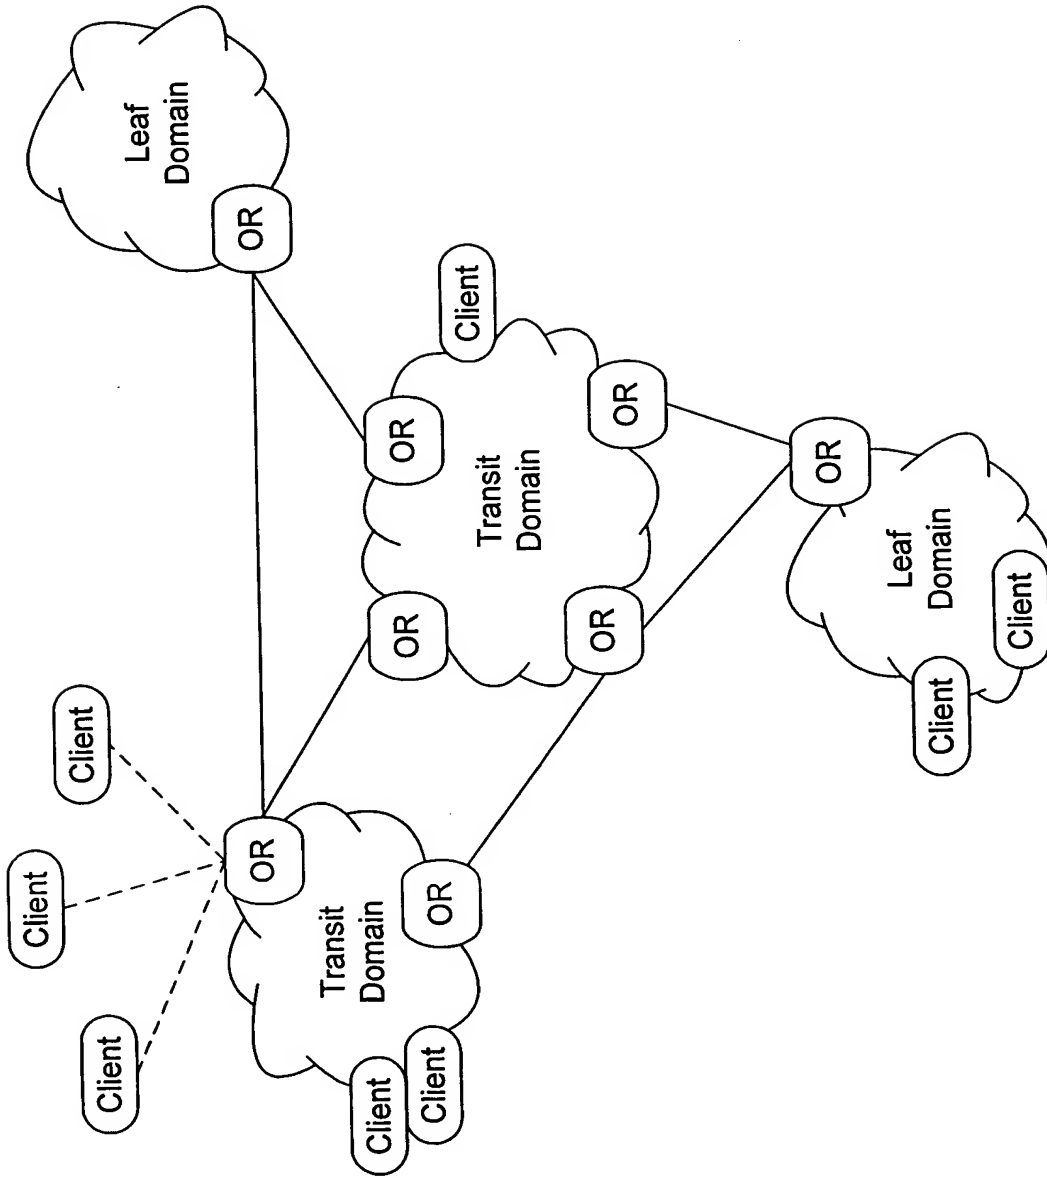 Client
Client
Client
OR
Transit
Domain
OR
Client
Client
OR
OR
Transit
Domain
OR
OR
Client
OR
Leaf
Domain
OR
Leaf
Domain
Client
Client